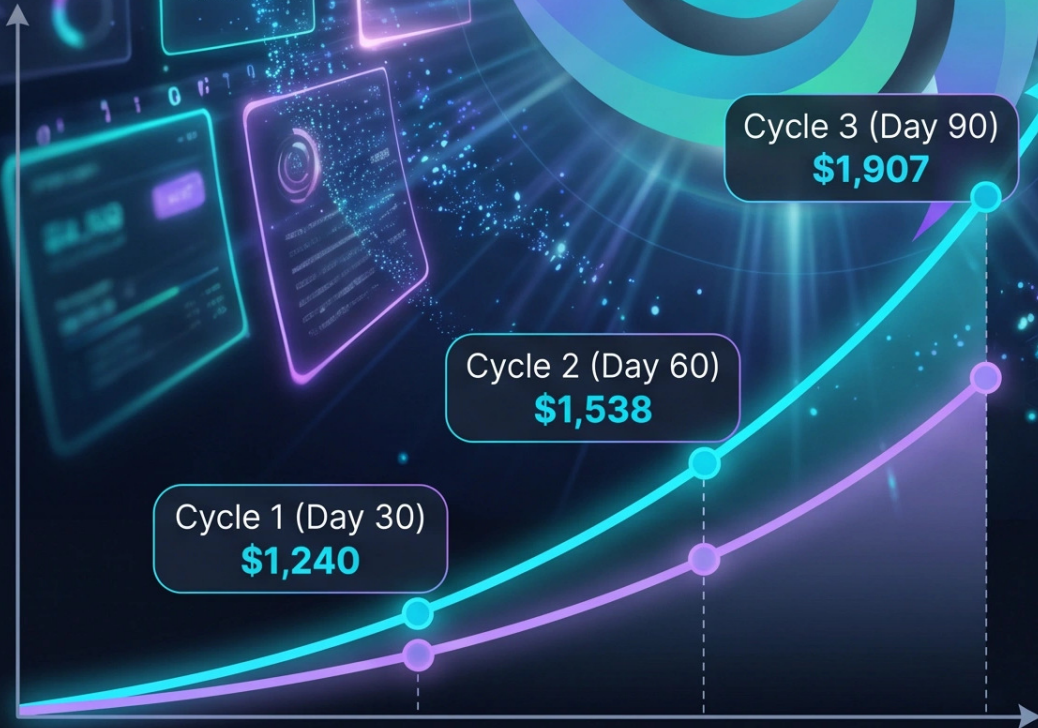 Cycle 3 (Day 90)
$1,907
Cycle 2 (Day 60)
$1,538
Cycle 1 (Day 30)
$1,240